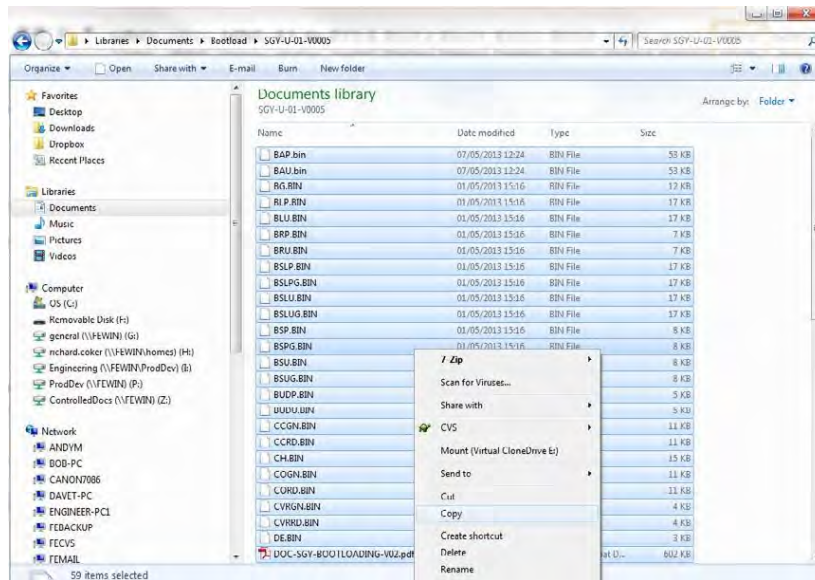 Libraries ▸ Documents ▸ Bootload ▸ SGY-U-01-V0005
Search SGY-U-01-V0005
Organize Open Share with E-mail Burn New folder
Favorites
Desktop
Downloads
Dropbox
Recent Places
Libraries
Documents
Music
Pictures
Videos
Computer
OS (C:)
Removable Disk (F:)
general (\\FEWIN) (G:)
richard.coker (\\FEWIN\homes) (H:)
Engineering (\\FEWIN\ProdDev) (I:)
ProdDev (\\FEWIN) (P:)
ControlledDocs (\\FEWIN) (Z:)
Network
ANDYM
BOB-PC
CANON7086
DAVET-PC
ENGINEER-PC1
FEBACKUP
FECVS
FEMAIL
Documents library
SGY-U-01-V0005
Arrange by: Folder
Name Date modified Type Size
BAP.bin 07/05/2013 12:24 BIN File 53 KB
BAU.bin 07/05/2013 12:24 BIN File 53 KB
BG.BIN 01/05/2013 15:16 BIN File 12 KB
BLP.BIN 01/05/2013 15:16 BIN File 17 KB
BLU.BIN 01/05/2013 15:16 BIN File 17 KB
BRP.BIN 01/05/2013 15:16 BIN File 7 KB
BRU.BIN 01/05/2013 15:16 BIN File 7 KB
BSLP.BIN 01/05/2013 15:16 BIN File 17 KB
BSLPG.BIN 01/05/2013 15:16 BIN File 17 KB
BSLU.BIN 01/05/2013 15:16 BIN File 17 KB
BSLUG.BIN 01/05/2013 15:16 BIN File 17 KB
BSP.BIN 01/05/2013 15:16 BIN File 8 KB
BSPG.BIN 01/05/2013 15:16 BIN File 8 KB
BSU.BIN 8 KB
BSUG.BIN 8 KB
BUDP.BIN 5 KB
BUDU.BIN 5 KB
CCGN.BIN 11 KB
CCRD.BIN 11 KB
CH.BIN 15 KB
COGN.BIN 11 KB
CORD.BIN 11 KB
CVRGN.BIN 4 KB
CVRRD.BIN 4 KB
DE.BIN 3 KB
DOC-SGY-BOOTLOADING-V02.pdf 602 KB
7-Zip
Scan for Viruses...
Share with
CVS
Mount (Virtual CloneDrive E:)
Send to
Cut
Copy
Create shortcut
Delete
Rename
59 items selected